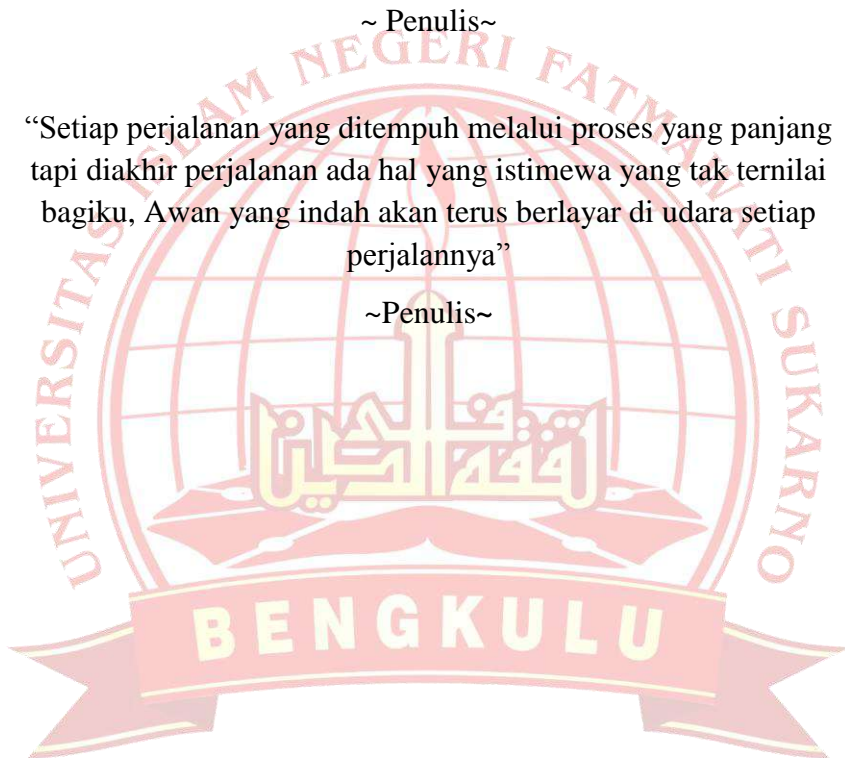 ~ Penulis~
“Setiap perjalanan yang ditempuh melalui proses yang panjang
tapi diakhir perjalanan ada hal yang istimewa yang tak ternilai
bagiku, Awan yang indah akan terus berlayar di udara setiap
perjalannya”
~Penulis~
UNIVERSITAS ISLAM NEGERI FATMAWATI SUKARNO
BENGKULU